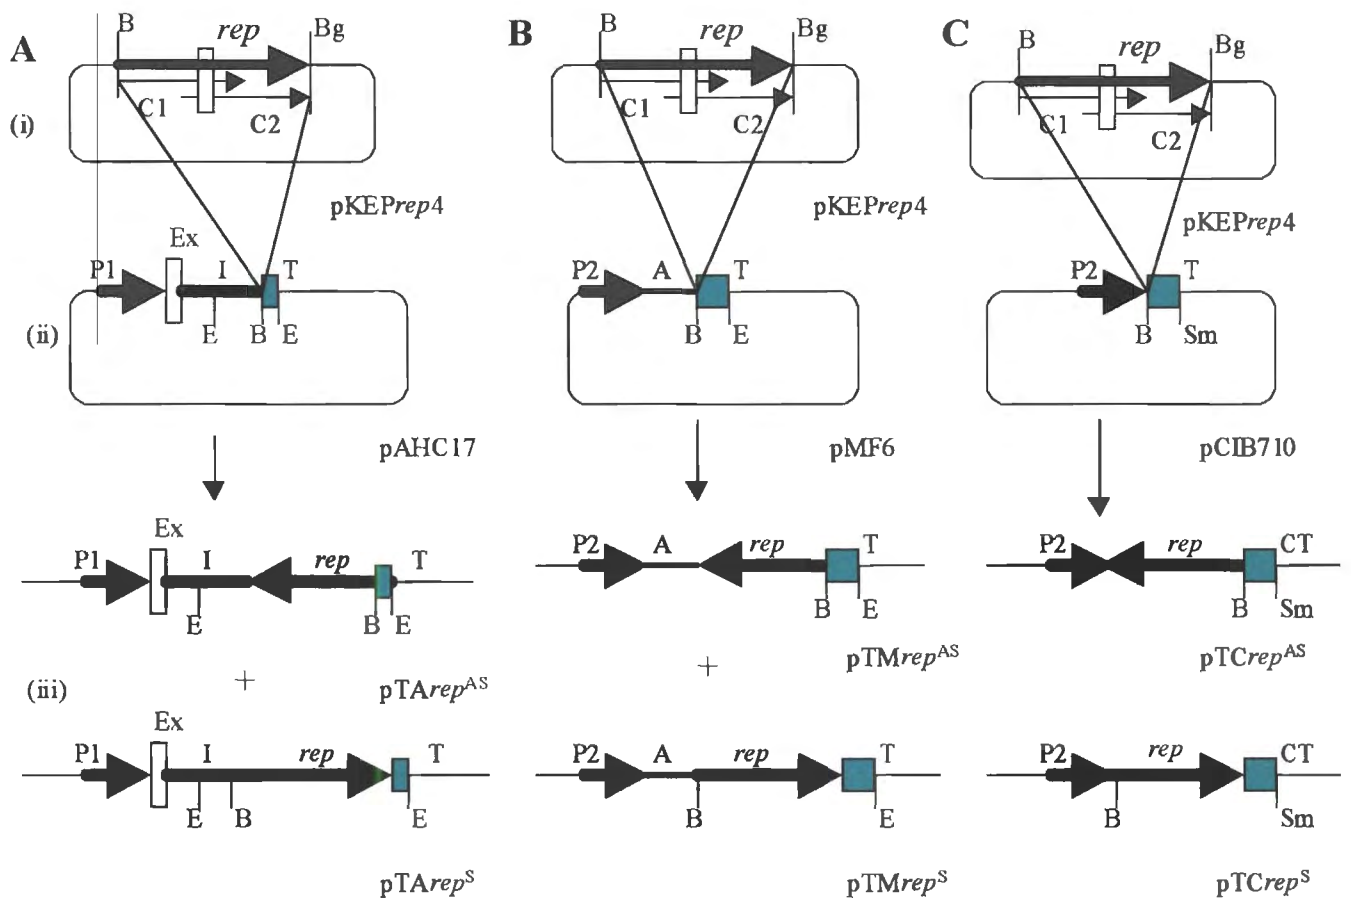 A
B
rep
Bg
B
B
rep
Bg
C
B
rep
Bg
(i)
C1
C2
C1
C2
C1
C2
pKEPrep4
pKEPrep4
pKEPrep4
Ex
P1
I
T
P2
A
T
P2
T
(ii)
E
B
E
B
E
B
Sm
pAHC17
pMF6
pCIB710
Ex
P1
I
rep
T
P2
A
rep
T
P2
rep
CT
E
B
E
B
E
B
Sm
(iii)
+
pTArepAS
+
pTMrepAS
pTCrepAS
Ex
P1
I
rep
T
P2
A
rep
T
P2
rep
CT
E
B
E
B
E
B
Sm
pTArepS
pTMrepS
pTCrepS